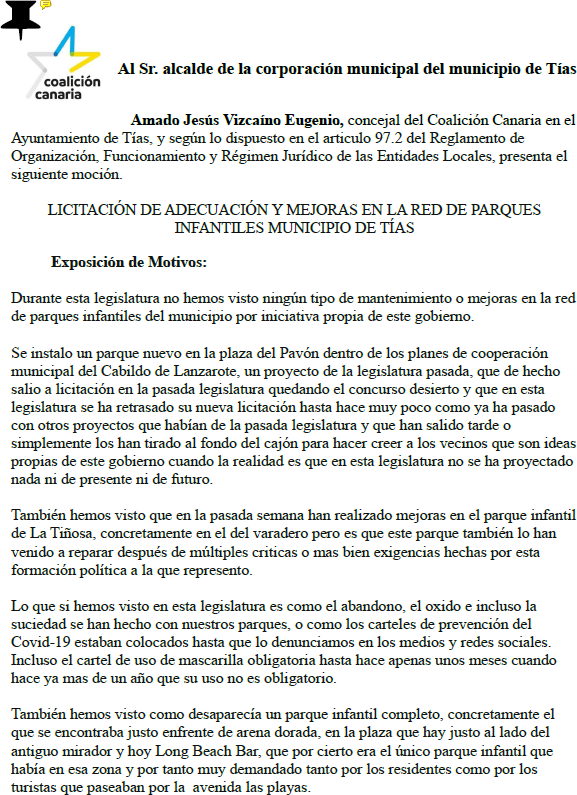 coalición
canaria
Al Sr. alcalde de la corporación municipal del municipio de Tías
Amado Jesús Vizcaíno Eugenio, concejal del Coalición Canaria en el
Ayuntamiento de Tías, y según lo dispuesto en el articulo 97.2 del Reglamento de
Organización, Funcionamiento y Régimen Jurídico de las Entidades Locales, presenta el
siguiente moción.
LICITACIÓN DE ADECUACIÓN Y MEJORAS EN LA RED DE PARQUES
INFANTILES MUNICIPIO DE TÍAS
Exposición de Motivos:
Durante esta legislatura no hemos visto ningún tipo de mantenimiento o mejoras en la red
de parques infantiles del municipio por iniciativa propia de este gobierno.
Se instalo un parque nuevo en la plaza del Pavón dentro de los planes de cooperación
municipal del Cabildo de Lanzarote, un proyecto de la legislatura pasada, que de hecho
salio a licitación en la pasada legislatura quedando el concurso desierto y que en esta
legislatura se ha retrasado su nueva licitación hasta hace muy poco como ya ha pasado
con otros proyectos que habían de la pasada legislatura y que han salido tarde o
simplemente los han tirado al fondo del cajón para hacer creer a los vecinos que son ideas
propias de este gobierno cuando la realidad es que en esta legislatura no se ha proyectado
nada ni de presente ni de futuro.
También hemos visto que en la pasada semana han realizado mejoras en el parque infantil
de La Tiñosa, concretamente en el del varadero pero es que este parque también lo han
venido a reparar después de múltiples criticas o mas bien exigencias hechas por esta
formación política a la que represento.
Lo que si hemos visto en esta legislatura es como el abandono, el oxido e incluso la
suciedad se han hecho con nuestros parques, o como los carteles de prevención del
Covid-19 estaban colocados hasta que lo denunciamos en los medios y redes sociales.
Incluso el cartel de uso de mascarilla obligatoria hasta hace apenas unos meses cuando
hace ya mas de un año que su uso no es obligatorio.
También hemos visto como desaparecía un parque infantil completo, concretamente el
que se encontraba justo enfrente de arena dorada, en la plaza que hay justo al lado del
antiguo mirador y hoy Long Beach Bar, que por cierto era el único parque infantil que
había en esa zona y por tanto muy demandado tanto por los residentes como por los
turistas que paseaban por la avenida las playas.